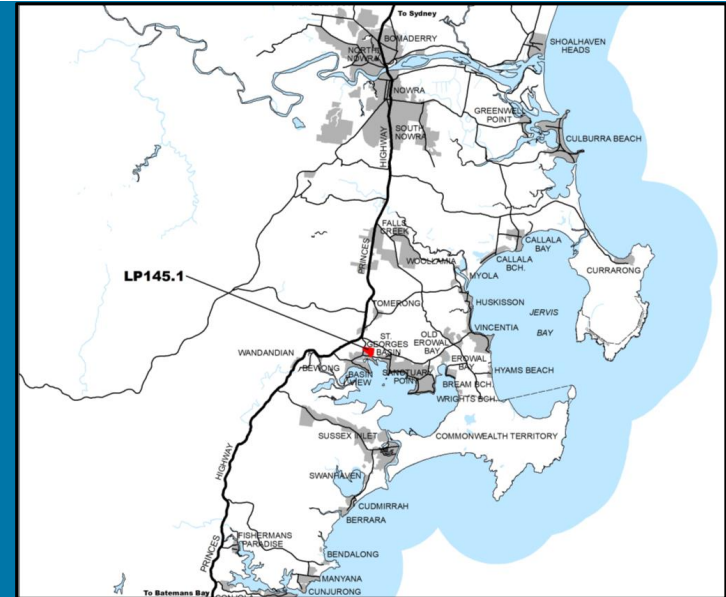 To Sydney
BOMADERRY
NORTH
NOWRA
SHOALHAVEN
HEADS
NOWRA
GREENWELL
POINT
SOUTH
NOWRA
CULBURRA BEACH
HIGHWAY
FALLS
CREEK
PRINCES
WOOLLAMIA
CALLALA
BAY
CALLALA
BCH.
MYOLA
CURRARONG
LP145.1
TOMERONG
HUSKISSON
JERVIS
BAY
VINCENTIA
ST.
GEORGES
BASIN
OLD
EROWAL
BAY
WANDANDIAN
BEWONG
BASIN
VIEW
SANCTUARY
POINT
EROWAL
BAY
HYAMS BEACH
BREAM BCH.
WRIGHTS BCH.
SUSSEX INLET
COMMONWEALTH TERRITORY
HIGHWAY
SWANHAVEN
CUDMIRRAH
BERRARA
FISHERMANS
PARADISE
PRINCES
BENDALONG
MANYANA
CUNJURONG
To Batemans Bay